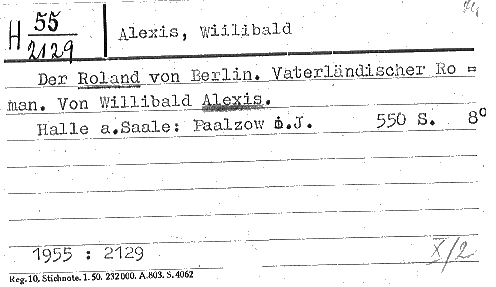 H 55/2129
Alexis, Willibald
Der Roland von Berlin. Vaterländischer Ro =
man. Von Willibald Alexis.
Halle a.Saale: Paalzow o.J. 550 S. 8°
1955 : 2129
X/2
Reg. 10, Stichnote. 1. 50. 232000. A.803. S. 4062